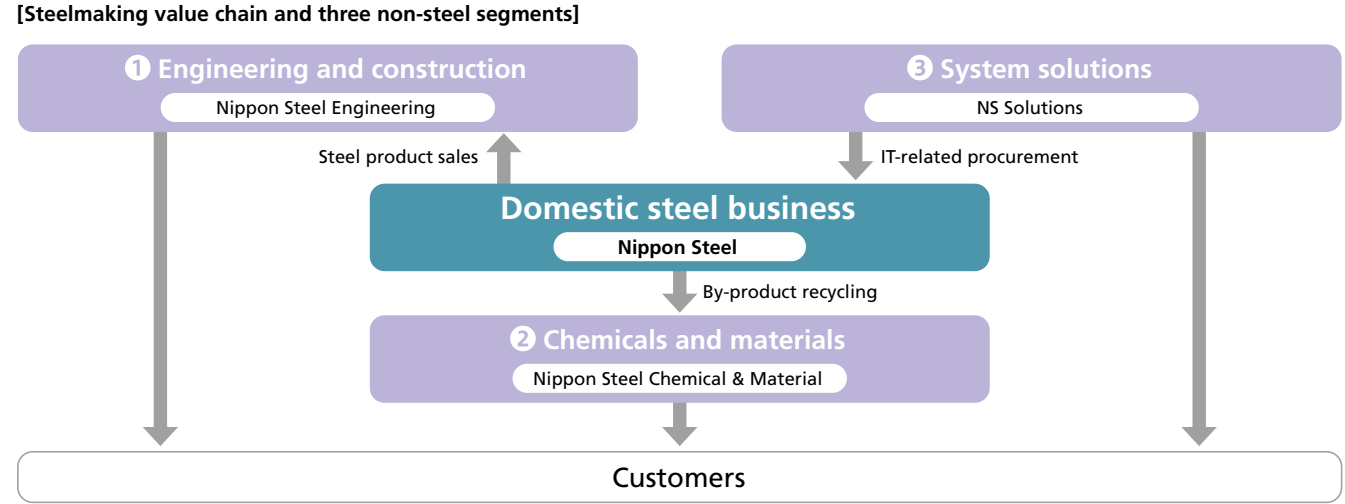 [Steelmaking value chain and three non-steel segments]
❶ Engineering and construction
Nippon Steel Engineering
❸ System solutions
NS Solutions
Steel product sales
IT-related procurement
Domestic steel business
Nippon Steel
By-product recycling
❷ Chemicals and materials
Nippon Steel Chemical & Material
Customers